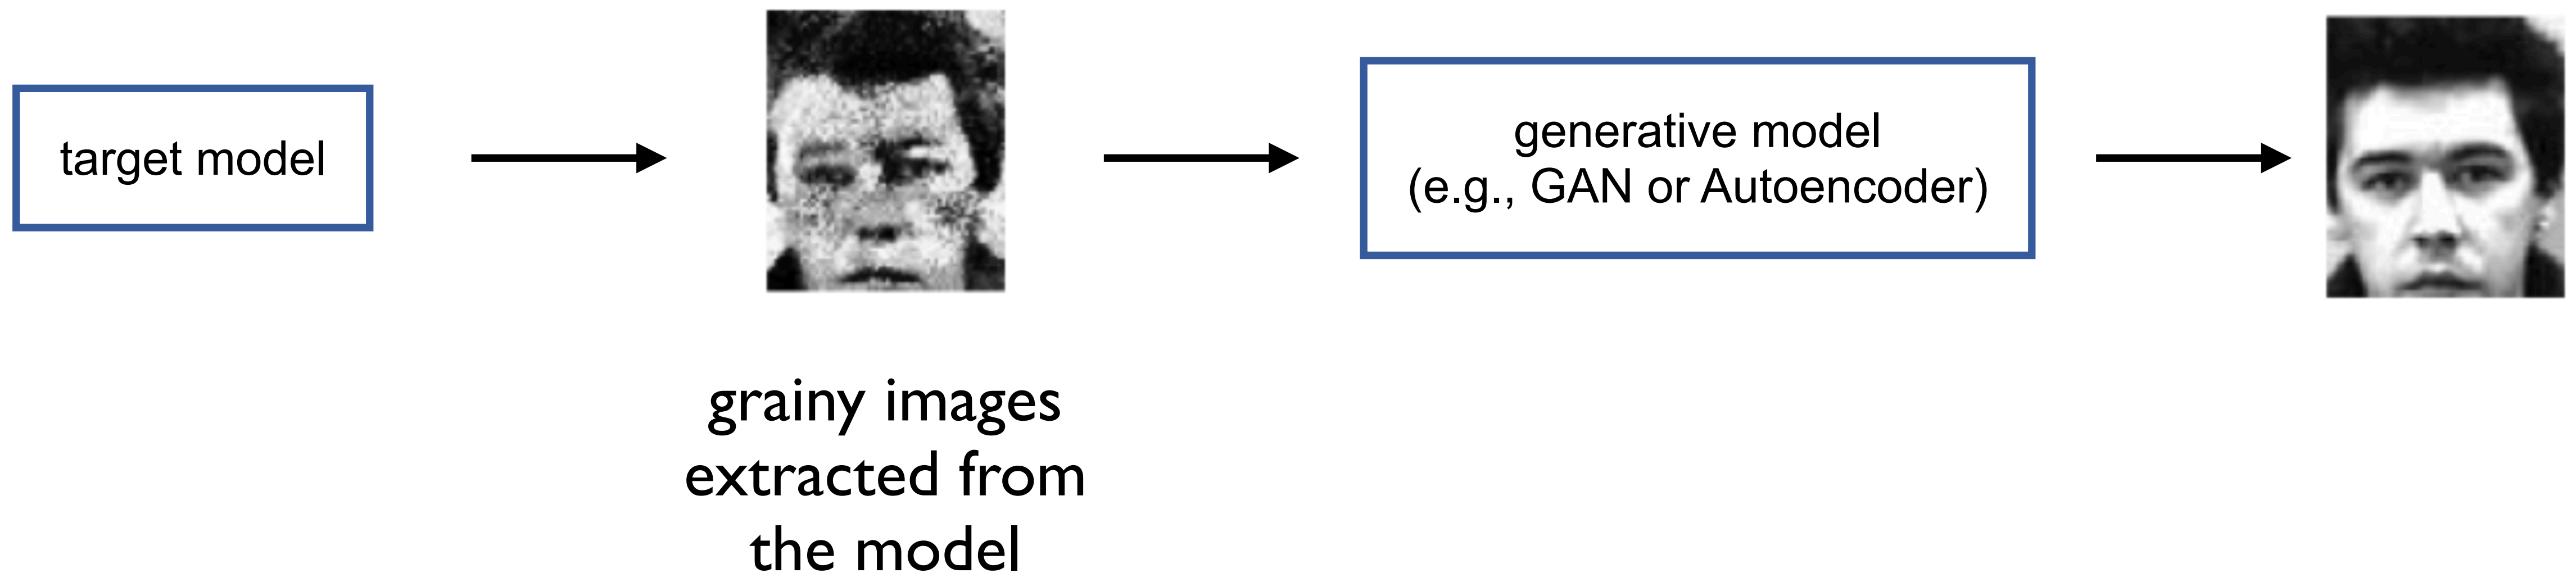 target model
generative model
(e.g., GAN or Autoencoder)
grainy images
extracted from
the model